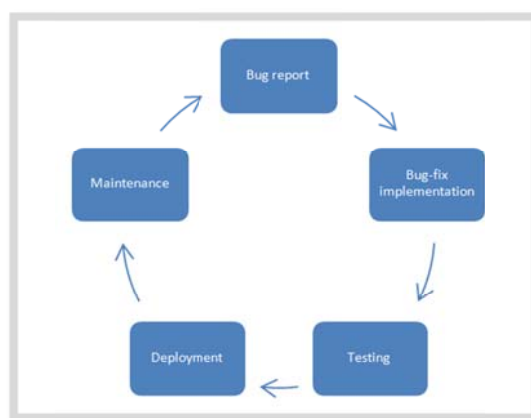 Bug report
Bug-fix
implementation
Testing
Deployment
Maintenance